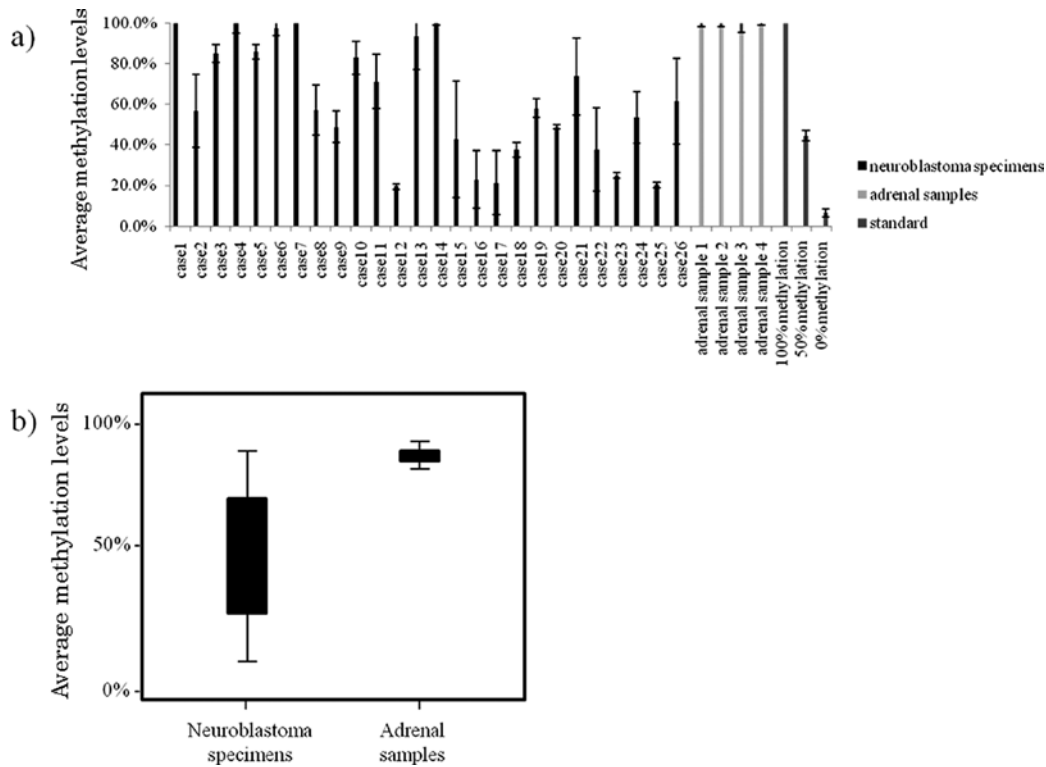 a)
Average methylation levels
100.0%
80.0%
60.0%
40.0%
20.0%
0.0%
case1
case2
case3
case4
case5
case6
case7
case8
case9
case10
case11
case12
case13
case14
case15
case16
case17
case18
case19
case20
case21
case22
case23
case24
case25
case26
adrenal sample 1
adrenal sample 2
adrenal sample 3
adrenal sample 4
100% methylation
50% methylation
0% methylation
neuroblastoma specimens
adrenal samples
standard
b)
Average methylation levels
100%
50%
0%
Neuroblastoma
specimens
Adrenal
samples